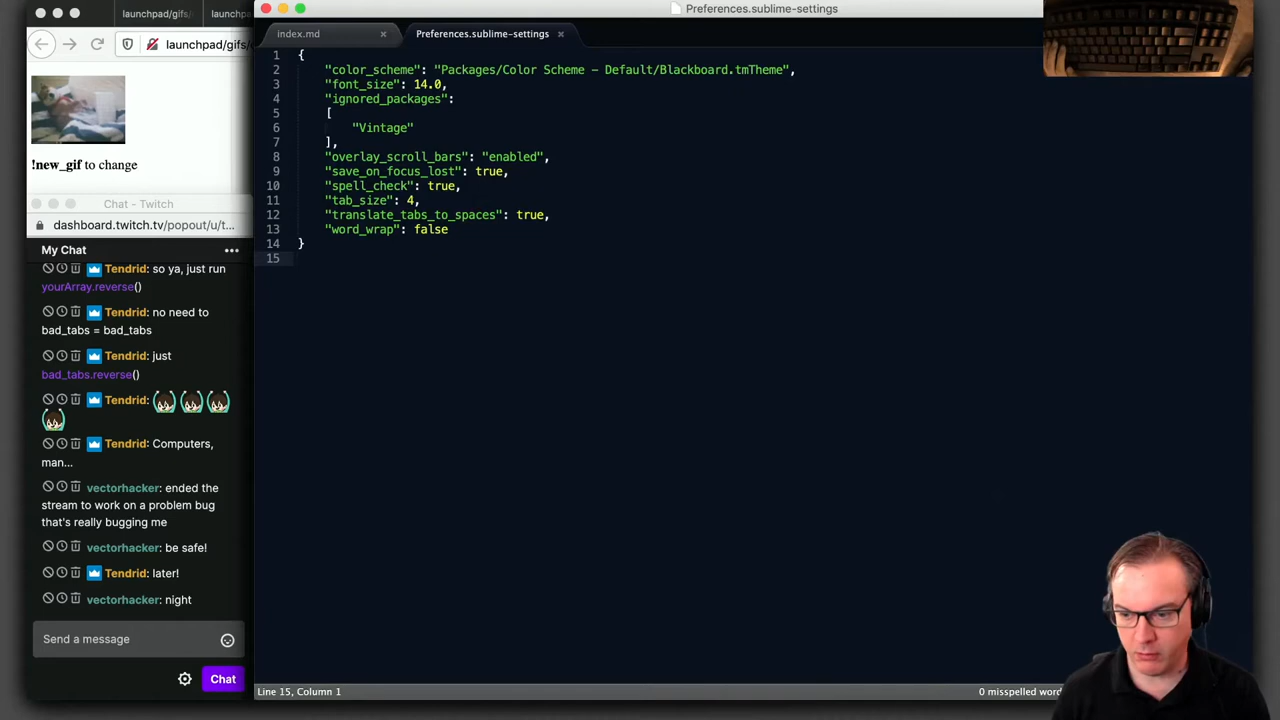 launchpad/gifs/
launchpad/
launchpad/gifs/
!new_gif to change
Chat - Twitch
dashboard.twitch.tv/popout/u/t...
My Chat
Tendrid: so ya, just run
yourArray.reverse()
Tendrid: no need to
bad_tabs = bad_tabs
Tendrid: just
bad_tabs.reverse()
Tendrid:
Tendrid: Computers,
man...
vectorhacker: ended the
stream to work on a problem bug
that's really bugging me
vectorhacker: be safe!
Tendrid: later!
vectorhacker: night
Send a message
Chat
Preferences.sublime-settings
index.md
Preferences.sublime-settings
1 {
2 "color_scheme": "Packages/Color Scheme - Default/Blackboard.tmTheme",
3 "font_size": 14.0,
4 "ignored_packages":
5 [
6 "Vintage"
7 ],
8 "overlay_scroll_bars": "enabled",
9 "save_on_focus_lost": true,
10 "spell_check": true,
11 "tab_size": 4,
12 "translate_tabs_to_spaces": true,
13 "word_wrap": false
14 }
15
Line 15, Column 1
0 misspelled word